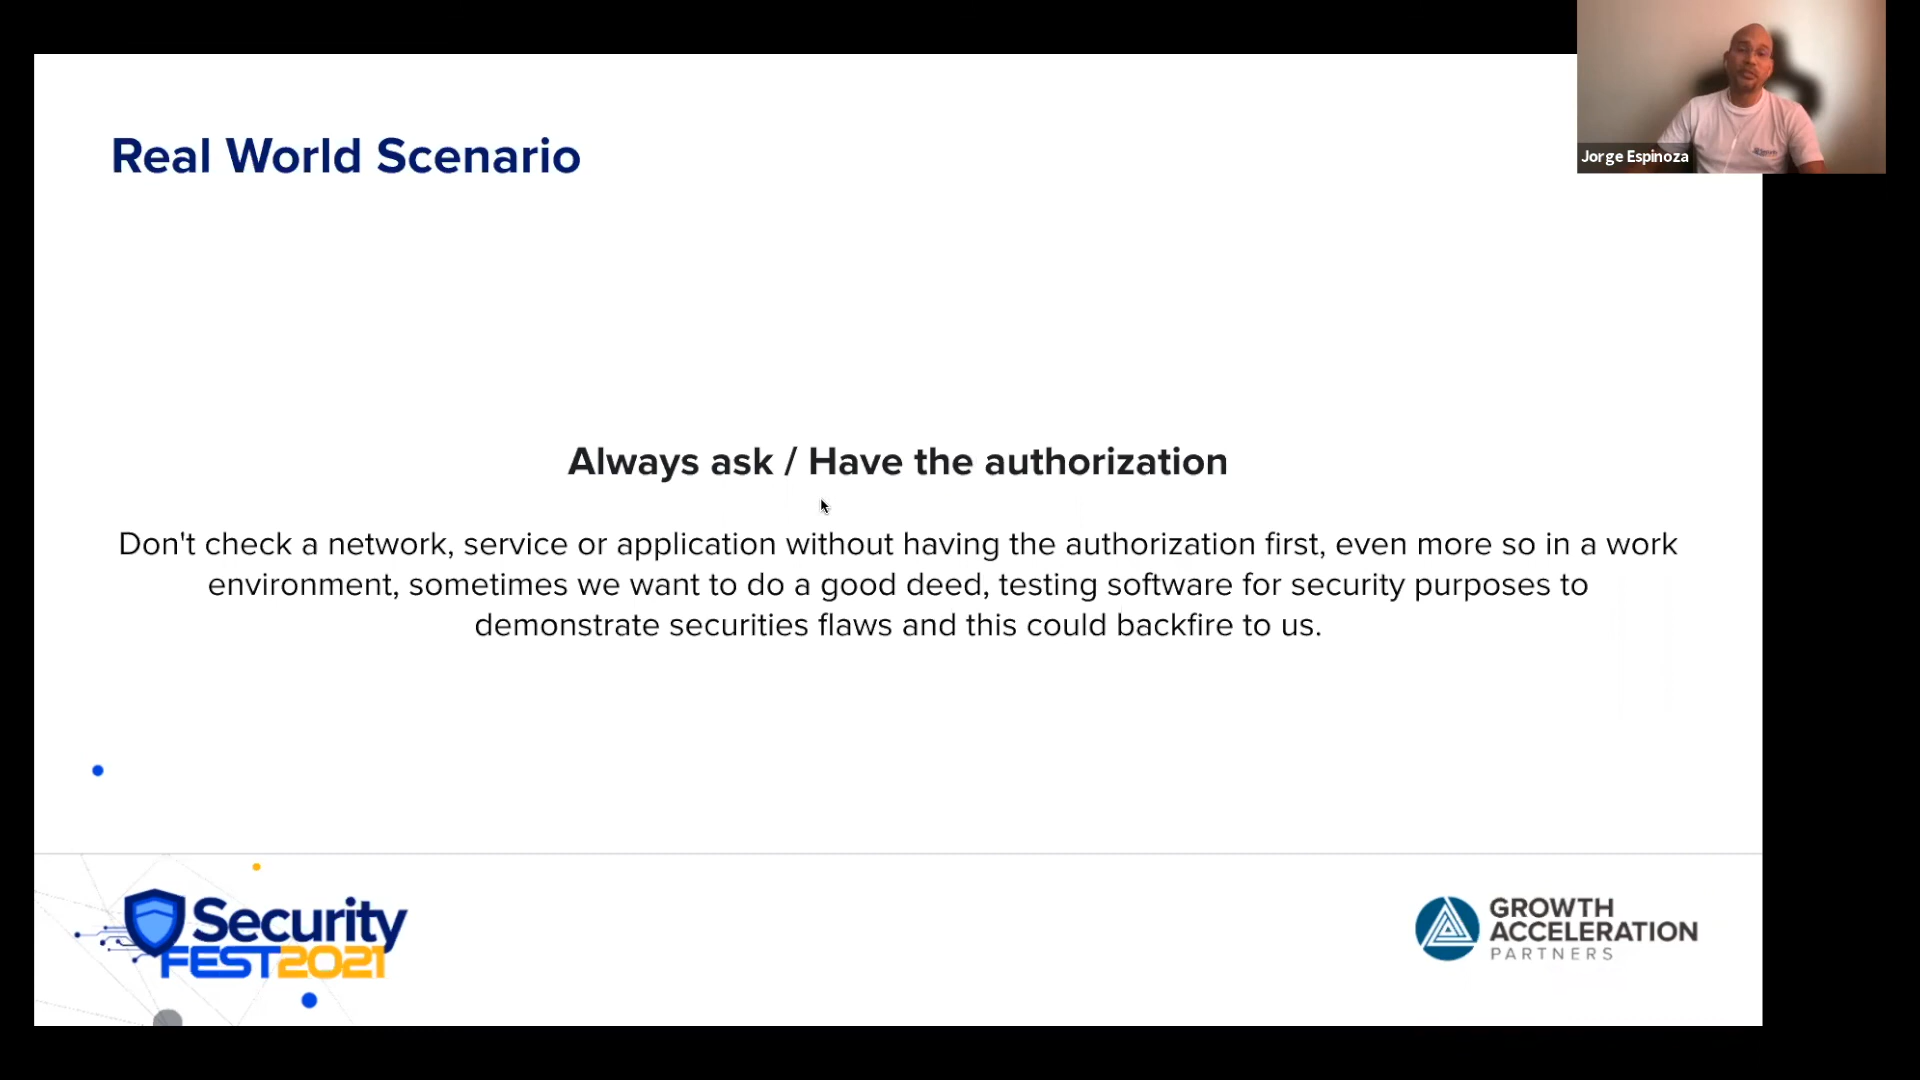 Jorge Espinoza
Real World Scenario
Always ask / Have the authorization
Don't check a network, service or application without having the authorization first, even more so in a work
environment, sometimes we want to do a good deed, testing software for security purposes to
demonstrate securities flaws and this could backfire to us.
Security
FEST2021
GROWTH
ACCELERATION
PARTNERS